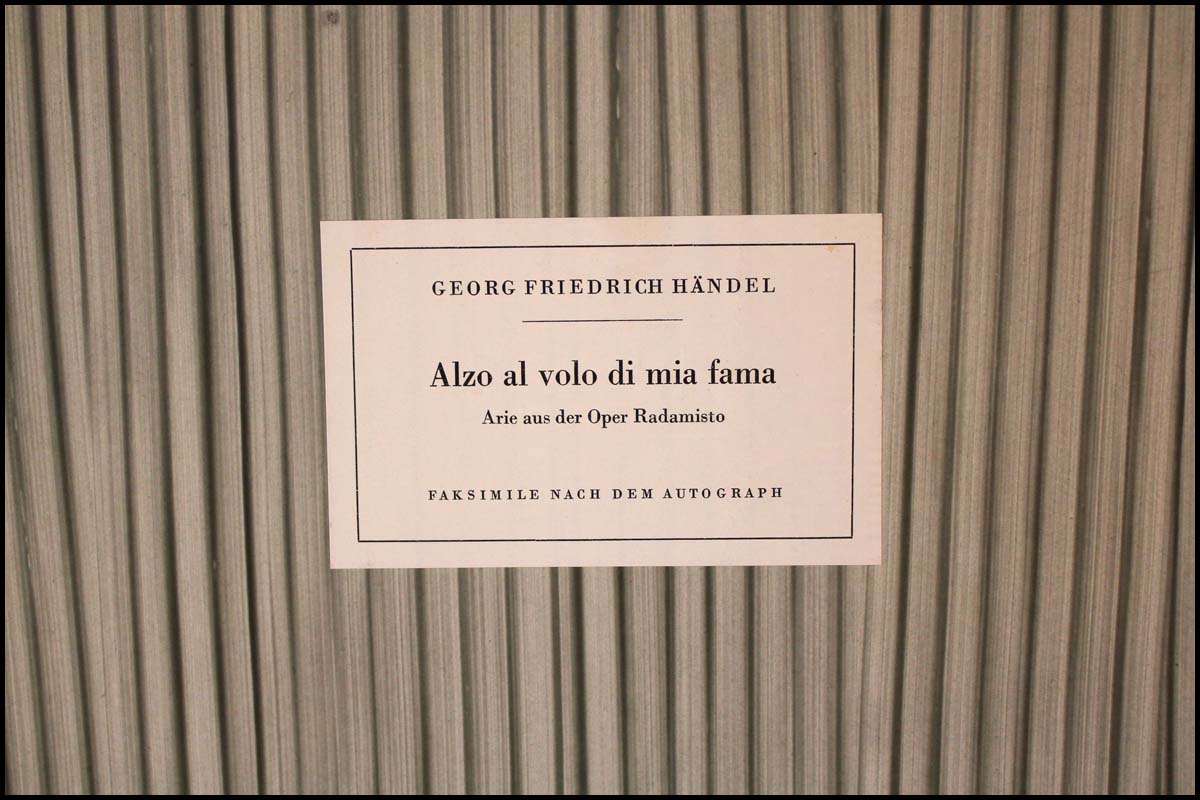 GEORG FRIEDRICH HÄNDEL
Alzo al volo di mia fama
Arie aus der Oper Radamisto
FAKSIMILE NACH DEM AUTOGRAPH